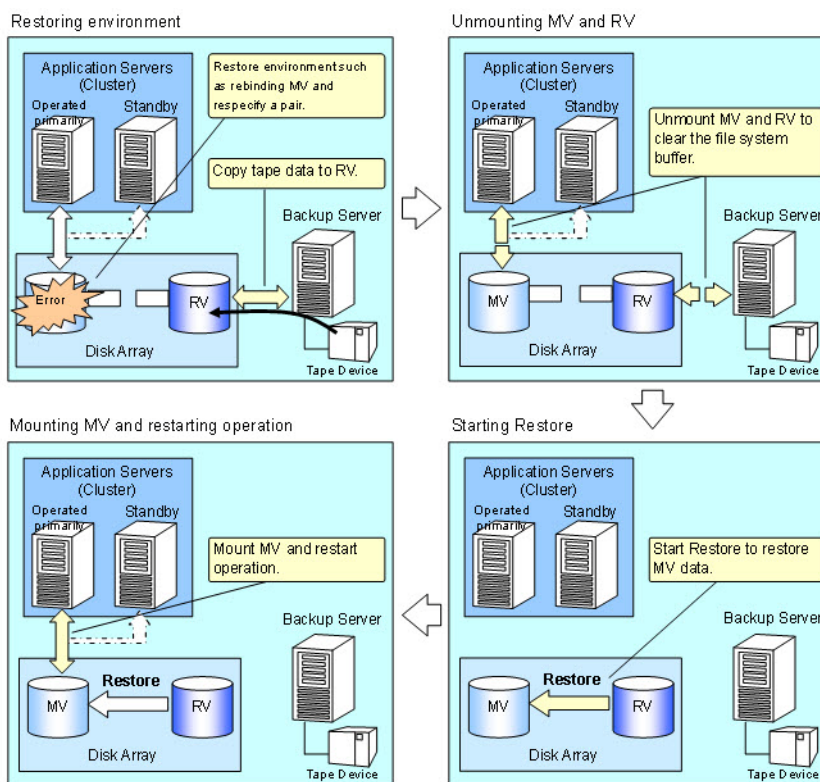 Restoring environment
Application Servers
(Cluster)
Operated
primarily
Standby
Restore environment such
as rebinding MV and
respecify a pair.
Copy tape data to RV.
Backup Server
Error
RV
Disk Array
Tape Device
Unmounting MV and RV
Application Servers
(Cluster)
Operated
primarily
Standby
Unmount MV and RV to
clear the file system
buffer.
Backup Server
MV
RV
Disk Array
Tape Device
Mounting MV and restarting operation
Application Servers
(Cluster)
Operated
primarily
Standby
Mount MV and restart
operation.
Backup Server
Restore
MV
RV
Disk Array
Tape Device
Starting Restore
Application Servers
(Cluster)
Operated
primarily
Standby
Start Restore to restore
MV data.
Backup Server
Restore
MV
RV
Disk Array
Tape Device